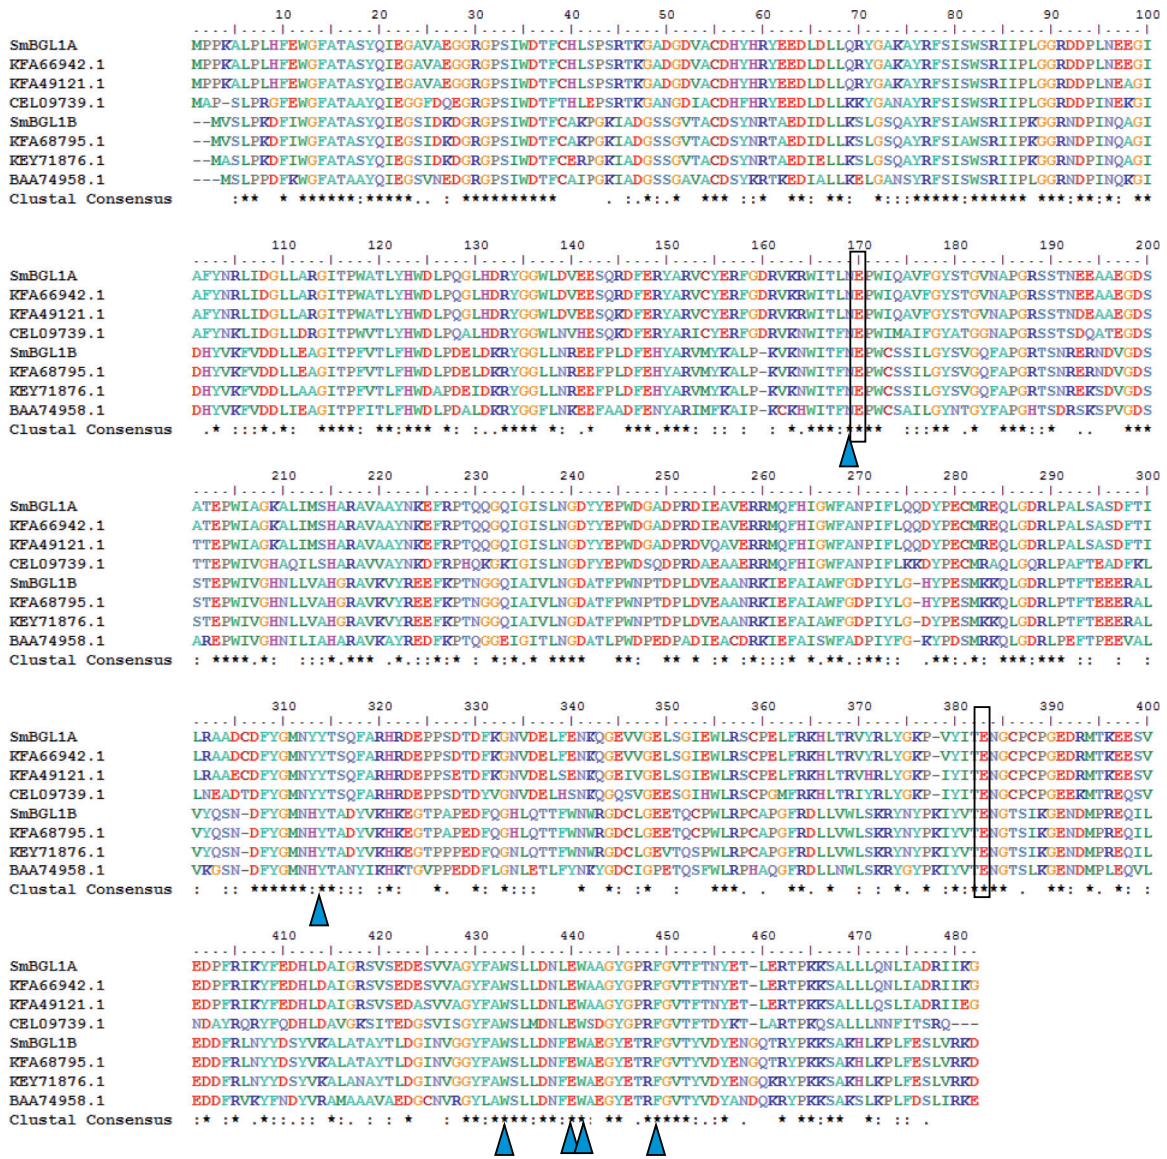 10 20 30 40 50 60 70 80 90 100
SmBGL1A MPPKALPLHFEWGFATASYQIEGAVAEGGRGPSIWDTFCHLSPSRTKGADGDVACDHYHRYEEDLDLLQRYGAKAYRFSISWSRIIPLGGRDDPLNEEGI
KFA66942.1 MPPKALPLHFEWGFATASYQIEGAVAEGGRGPSIWDTFCHLSPSRTKGADGDVACDHYHRYEEDLDLLQRYGAKAYRFSISWSRIIPLGGRDDPLNEEGI
KFA49121.1 MPPKALPLHFEWGFATASYQIEGAVAEGGRGPSIWDTFCHLSPSRTKGADGDVACDHYHRYEEDLDLLQRYGAKAYRFSISWSRIIPLGGRDDPLNEAGI
CEL09739.1 MAP-SLPRGFEWGFATAAYQIEGGFDQEGRGPSIWDTFTHLEPSRTKGANGDIACDHFHRYEEDLDLLKKYGANAYRFSISWSRIIPLGGRDDPINEKGI
SmBGL1B --MVSLPKDFIWGFATASYQIEGSIDKDGRGPSIWDTFCAKPGKIADGSSGVTACDSYNRTAEDIDLLKSLGSQAYRFSIAWSRIIPKGGRNDPINQAGI
KFA68795.1 --MVSLPKDFIWGFATASYQIEGSIDKDGRGPSIWDTFCAKPGKIADGSSGVTACDSYNRTAEDIDLLKSLGSQAYRFSIAWSRIIPKGGRNDPINQAGI
KEY71876.1 --MASLPKDFIWGFATASYQIEGSIDKDGRGPSIWDTFCERPGKIADGSSGVTACDSYNRTAEDIELLKSLGSQAYRFSISWSRIIPLGGRNDPINQAGI
BAA74958.1 ---MSLPPDFKWGFATAAYQIEGSVNEDGRGPSIWDTFCAIPGKIADGSSGAVACDSYKRTKEDIALLKELGANSYRFSISWSRIIPLGGRNDPINQKGI
Clustal Consensus
110 120 130 140 150 160 170 180 190 200
SmBGL1A AFYNRLIDGLLARGITPWATLYHWDLPQGLHDRYGGWLDVEESQRDFERYARVCYERFGDRVKRWITLNEPWIQAVFGYSTGVNAPGRSSTNEEAAEGDS
KFA66942.1 AFYNRLIDGLLARGITPWATLYHWDLPQGLHDRYGGWLDVEESQRDFERYARVCYERFGDRVKRWITLNEPWIQAVFGYSTGVNAPGRSSTNEEAAEGDS
KFA49121.1 AFYNRLIDGLLARGITPWATLYHWDLPQGLHDRYGGWLDVEESQRDFERYARVCYERFGDRVKRWITLNEPWIQAVFGYSTGVNAPGRSSTNEEAAEGDS
CEL09739.1 AFYNKLIDGLLDRGITPWVTLYHWDLPQALHDRYGGWLNVHESQKDFERYARICYERFGDRVKNWITFNEPWIMAIFGYATGGNAPGRSSTSDQATEGDS
SmBGL1B DHYVKFVDDLLEAGITPFVTLFHWDLPDELDKRYGGLLNREEFPLDFEHYARVMYKALP-KVKNWITFNEPWCSSILGYSVGQFAPGRTSNRERNDVGDS
KFA68795.1 DHYVKFVDDLLEAGITPFVTLFHWDLPDELDKRYGGLLNREEFPLDFEHYARVMYKALP-KVKNWITFNEPWCSSILGYSVGQFAPGRTSNRERNDVGDS
KEY71876.1 DHYVKFVDDLLAAGITPFVTLFHWDAPDEIDKRYGGLLNREEFPLDFEHYARVMYKALP-KVKNWITFNEPWCSSILGYSVGQFAPGRTSNREKSDVGDS
BAA74958.1 DHYVKFVDDLIEAGITPFITLFHWDLPDALDKRYGGFLNKEEFAADFENYARIMFKAIP-KCKHWITFNEPWCSAILGYNTGYFAPGHTSDRSKSPVGDS
Clustal Consensus
210 220 230 240 250 260 270 280 290 300
SmBGL1A ATEPWIAGKALIMSHARAVAAYNKEFRPTQQGQIGISLNGDYYEPWDGADPRDIEAVERRMQFHIGWFANPIFLQQDYPECMREQLGDRLPALSASDFTI
KFA66942.1 ATEPWIAGKALIMSHARAVAAYNKEFRPTQQGQIGISLNGDYYEPWDGADPRDIEAVERRMQFHIGWFANPIFLQQDYPECMREQLGDRLPALSASDFTI
KFA49121.1 TTEPWIAGKALIMSHARAVAAYNKEFRPTQQGQIGISLNGDYYEPWDGADPRDVQAVERRMQFHIGWFANPIFLQQDYPECMREQLGDRLPALSASDFTI
CEL09739.1 TTEPWIVGHAQILSHARAVVAYNKDFRPHQKGKIGISLNGDYYEPWDSQDPRDAEAAERRMQFHIGWFANPIFLKKDYPECMRAQLGQRLPAFTEADFKL
SmBGL1B STEPWIVGHNLLVAHGRAVKVYREEFKPTNGGQIAIVLNGDATFPWNPTDPLDVEAANRKIEFAIAWFGDPIYLG-HYPESMKKQLGDRLPTFTEEERAL
KFA68795.1 STEPWIVGHNLLVAHGRAVKVYREEFKPTNGGQIAIVLNGDATFPWNPTDPLDVEAANRKIEFAIAWFGDPIYLG-HYPESMKKQLGDRLPTFTEEERAL
KEY71876.1 STEPWIVGHNLLVAHGRAVKVYREEFKPTNGGQIAIVLNGDATFPWNPTDPLDVEAANRKIEFAIAWFGDPIYLG-DYPESMKKQLGDRLPTFTEEERAL
BAA74958.1 AREPWIVGHNILIAHARAVKAYREDFKPTQGGEIGITLNGDATLPWDPEDPADIEACDRKIEFAISWFADPIYFG-KYPDSMRKQLGDRLPEFTPEEVAL
Clustal Consensus
310 320 330 340 350 360 370 380 390 400
SmBGL1A LRAADCDFYGMNYYTSQFARHRDEPPSDTDFKGNVDELFENKQGEVVGELSGIEWLRSCPELFRKHLTRVYRLYGKP-VYITENGCPCPGEDRMTKEESV
KFA66942.1 LRAADCDFYGMNYYTSQFARHRDEPPSDTDFKGNVDELFENKQGEVVGELSGIEWLRSCPELFRKHLTRVYRLYGKP-VYITENGCPCPGEDRMTKEESV
KFA49121.1 LRAAECDFYGMNYYTSQFARHRDEPPSETDFKGNVDELSENKQGEIVGELSGIEWLRSCPELFRKHLTRVHRLYGKP-VYITENGCPCPGEDRMTKEESV
CEL09739.1 LNEADTDFYGMNYYTSQFARHRDEPPSDTDYVGNVDELHSNKQGQSVGEESGIHWLRSCPGMFRKHLTRIYRLYGKP-IYITENGCPCPGEEKMTREQSV
SmBGL1B VYQSN-DFYGMNHYTADYVKHKEGTPAPEDFQGHLQTTFWNWRGDCLGEETQCPWLRPCAPGFRDLLVWLSKRYNYPKIYVTENGTSIKGENDMPREQIL
KFA68795.1 VYQSN-DFYGMNHYTADYVKHKEGTPAPEDFQGHLQTTFWNWRGDCLGEETQCPWLRPCAPGFRDLLVWLSKRYNYPKIYVTENGTSIKGENDMPREQIL
KEY71876.1 VYQSN-DFYGMNHYTADYVKHKEGTPPPEDFQGNLQTTFWNWRGDCLGEVTQSPWLRPCAPGFRDLLVWLSKRYNYPKIYVTENGTSIKGENDMPREQIL
BAA74958.1 VKGSN-DFYGMNHYTANYIKHKTGVPPEDDFLGNLETLFYNKYGDCIGPETQSFWLRPHAQGFRDLLNWLSKRYGYPKIYVTENGTSLKGENDMPLEQVL
Clustal Consensus
410 420 430 440 450 460 470 480
SmBGL1A EDPFRIKYFEDHLDAIGRSVSEDESVVAGYFAWSLLDNLEWAAGYGPRFGVTFTNYET-LERTPKKSALLLQNLIADRIIKG
KFA66942.1 EDPFRIKYFEDHLDAIGRSVSEDESVVAGYFAWSLLDNLEWAAGYGPRFGVTFTNYET-LERTPKKSALLLQNLIADRIIKG
KFA49121.1 EDPFRIKYFEDHLDAIGRSVSEDASVVAGYFAWSLLDNLEWAAGYGPRFGVTFTNYET-LERTPKKSALLLQSLIADRIIEG
CEL09739.1 NDAYRQRYFQDHLDAVGKSITEDGSVISGYFAWSLMDNLEWSDGYGPRFGVTFTDYKT-LARTPKQSALLLNNFITSRQ---
SmBGL1B EDDFRLNYYDSYVKALATAYTLDGINVGGYFAWSLLDNFEWAEGYETRFGVTYVDYENGQTRYPKKSAKHLKPLFESLVRKD
KFA68795.1 EDDFRLNYYDSYVKALATAYTLDGINVGGYFAWSLLDNFEWAEGYETRFGVTYVDYENGQTRYPKKSAKHLKPLFESLVRKD
KEY71876.1 EDDFRLNYYDSYVKALANAYTLDGINVGGYFAWSLLDNFEWAEGYETRFGVTYVDYENGQKRYPKKSAKHLKPLFESLVRKD
BAA74958.1 EDDFRVKYFNDYVRAMAAAVAEDGCNVRGYLAWSLLDNFEWAEGYETRFGVTYVDYANDQKRYPKKSAKSLKPLFDSLIRKE
Clustal Consensus